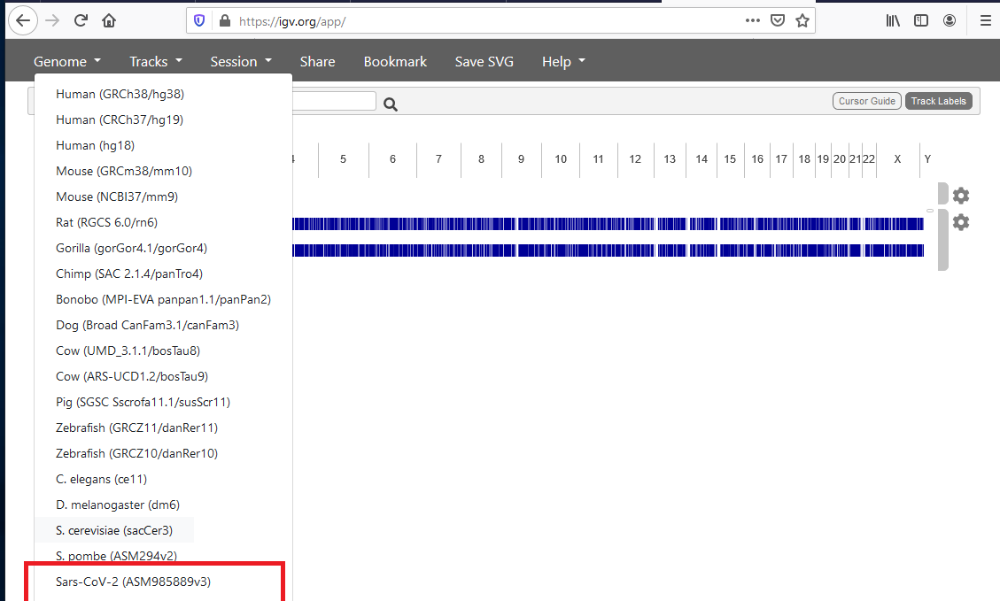 https://igv.org/app/
Genome Tracks Session Share Bookmark Save SVG Help
Human (GRCh38/hg38)
Human (CRCh37/hg19)
Human (hg18)
Mouse (GRCm38/mm10)
Mouse (NCBI37/mm9)
Rat (RGCS 6.0/rn6)
Gorilla (gorGor4.1/gorGor4)
Chimp (SAC 2.1.4/panTro4)
Bonobo (MPI-EVA panpan1.1/panPan2)
Dog (Broad CanFam3.1/canFam3)
Cow (UMD_3.1.1/bosTau8)
Cow (ARS-UCD1.2/bosTau9)
Pig (SGSC Sscrofa11.1/susScr11)
Zebrafish (GRCZ11/danRer11)
Zebrafish (GRCZ10/danRer10)
C. elegans (ce11)
D. melanogaster (dm6)
S. cerevisiae (sacCer3)
S. pombe (ASM294v2)
Sars-CoV-2 (ASM985889v3)
Cursor Guide Track Labels
4 5 6 7 8 9 10 11 12 13 14 15 16 17 18 19 20 21 22 X Y